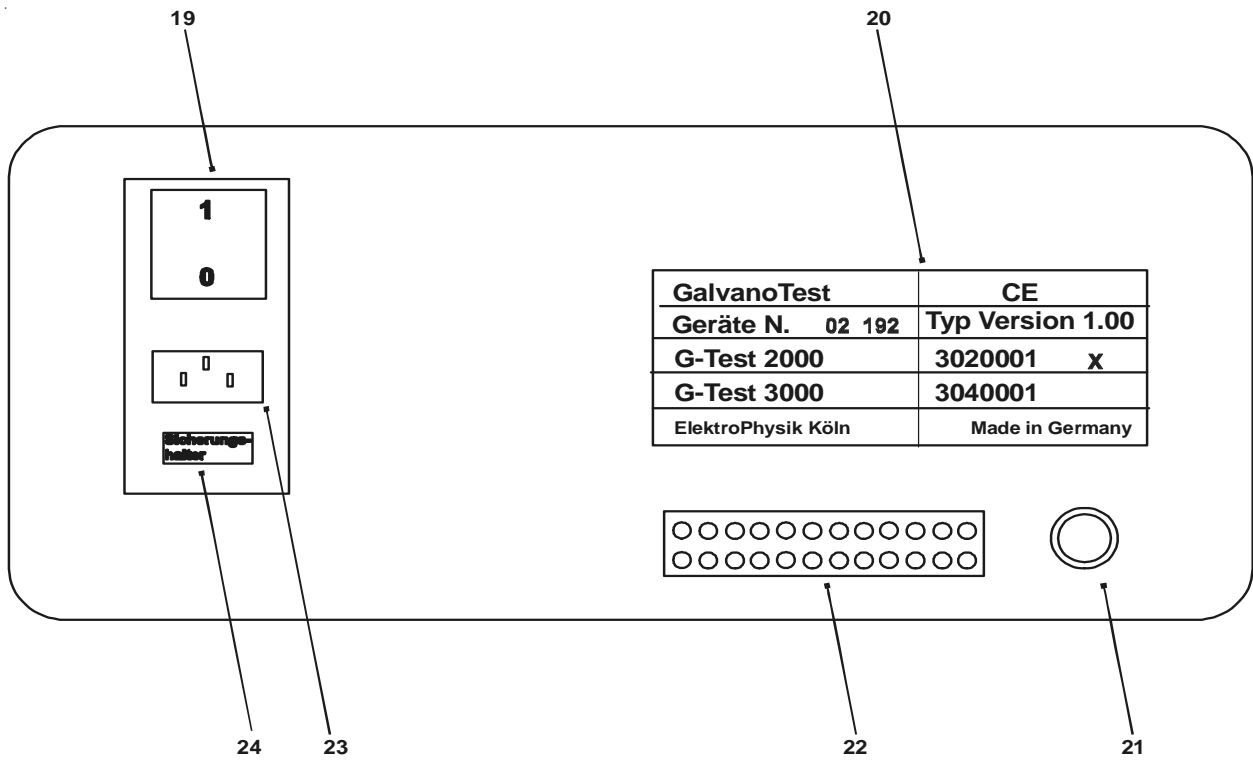 19 20
1
0
GalvanoTest CE
Geräte N. 02 192 Typ Version 1.00
G-Test 2000 3020001 x
G-Test 3000 3040001
Sicherungs-
halter
ElektroPhysik Köln Made in Germany
24 23 22 21